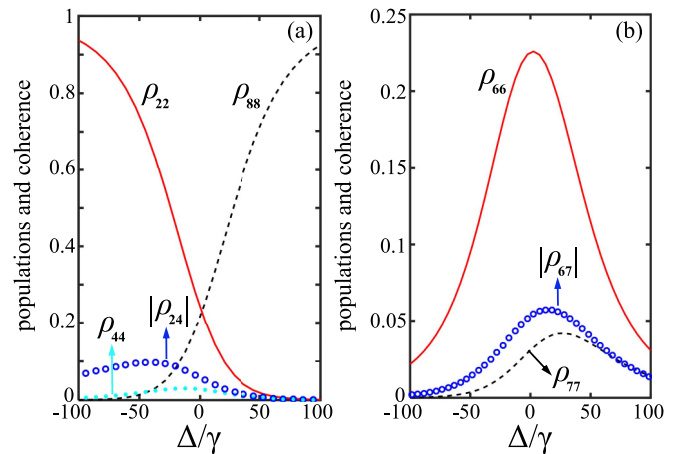 (a)
populations and coherence
1
0.8
0.6
0.4
0.2
0
-100
-50
0
50
100
Δ/γ
ρ22
ρ88
ρ44
|ρ24|
(b)
populations and coherence
0.25
0.2
0.15
0.1
0.05
0
-100
-50
0
50
100
Δ/γ
ρ66
|ρ67|
ρ77